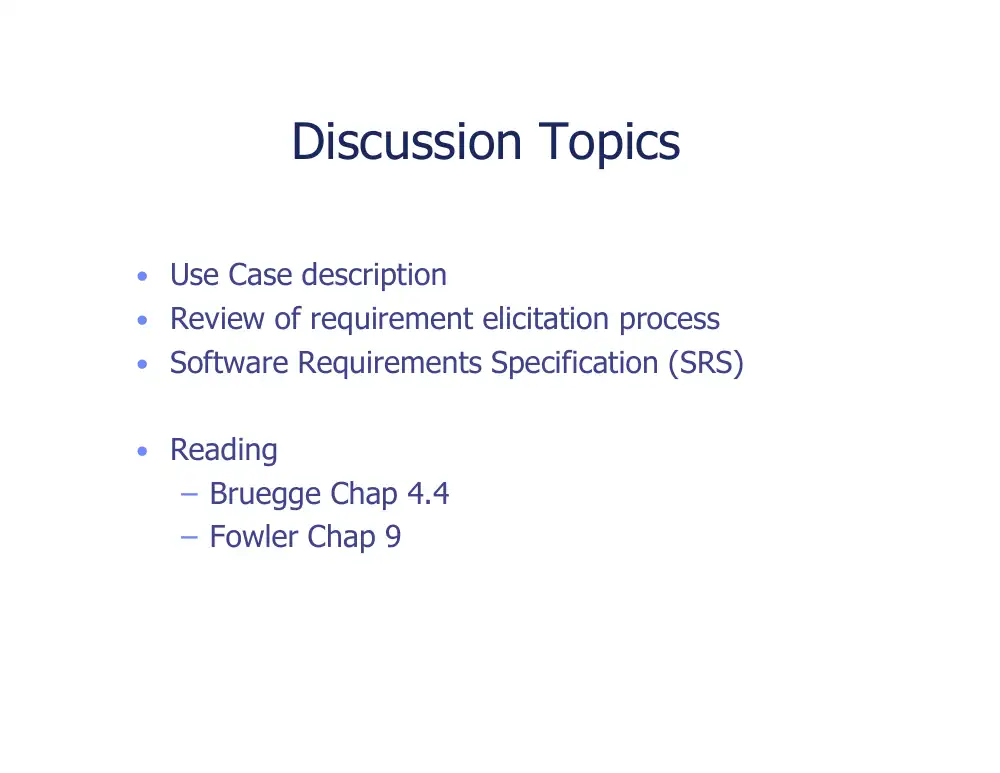 Discussion Topics
• Use Case description
• Review of requirement elicitation process
• Software Requirements Specification (SRS)
• Reading
– Bruegge Chap 4.4
– Fowler Chap 9